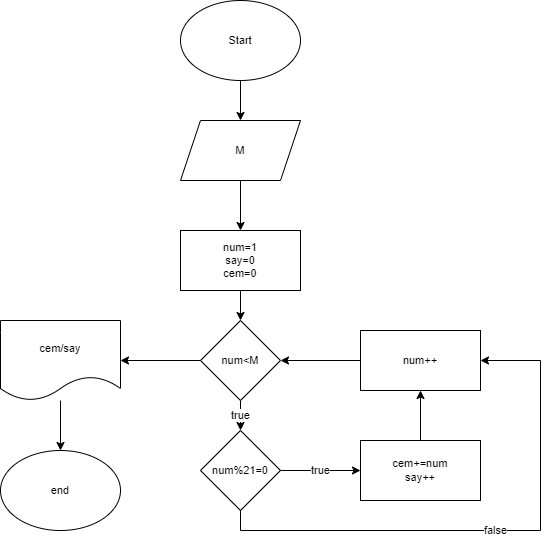 Start
M
num=1
say=0
cem=0
num<M
cem/say
num++
true
num%21=0
true
cem+=num
say++
end
false